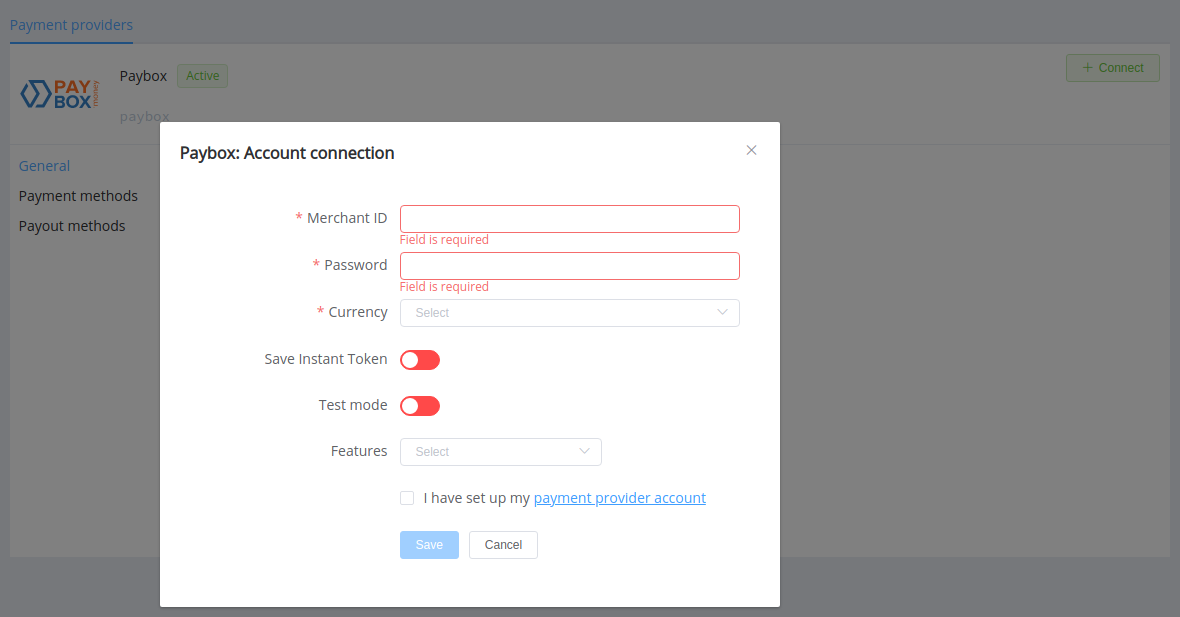 Payment providers
PAY
BOX
money
Paybox
Active
paybox
+ Connect
General
Payment methods
Payout methods
Paybox: Account connection
* Merchant ID
Field is required
* Password
Field is required
* Currency
Select
Save Instant Token
Test mode
Features
Select
I have set up my payment provider account
Save
Cancel